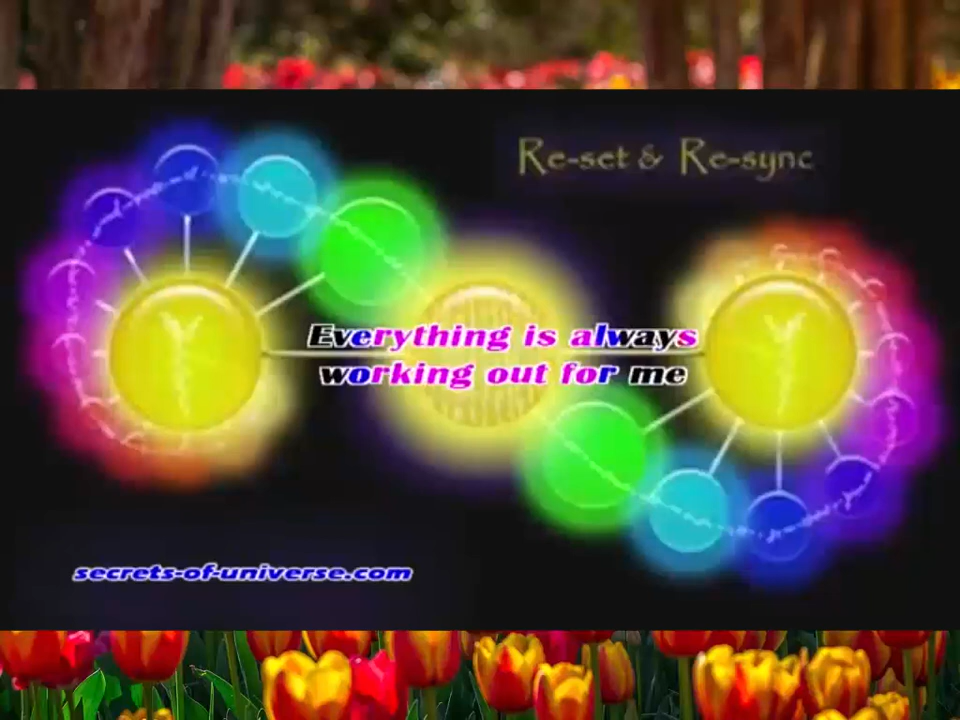 Re-set & Re-sync
Everything is always
working out for me
secrets-of-universe.com